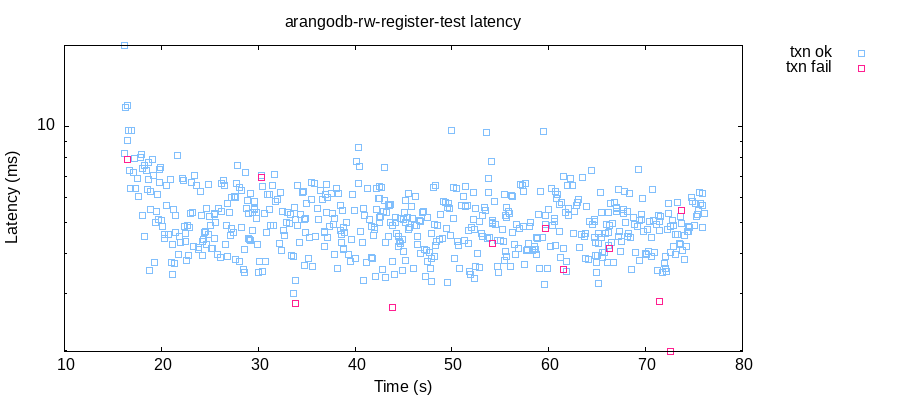 arangodb-rw-register-test latency
txn ok
txn fail
10
Latency (ms)
10 20 30 40 50 60 70 80
Time (s)